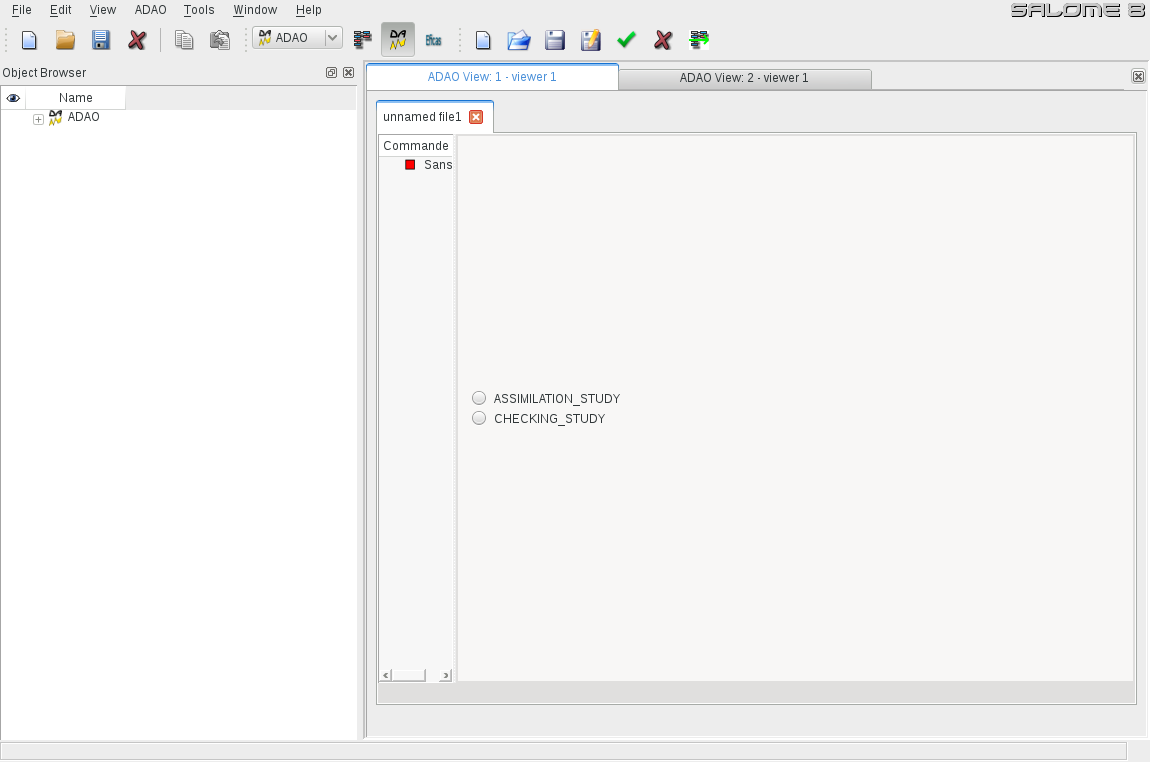 File Edit View ADAO Tools Window Help
SALOME 8
ADAO
Eficas
Object Browser
Name
ADAO
ADAO View: 1 - viewer 1
ADAO View: 2 - viewer 1
unnamed file1
Commande
Sans
ASSIMILATION_STUDY
CHECKING_STUDY